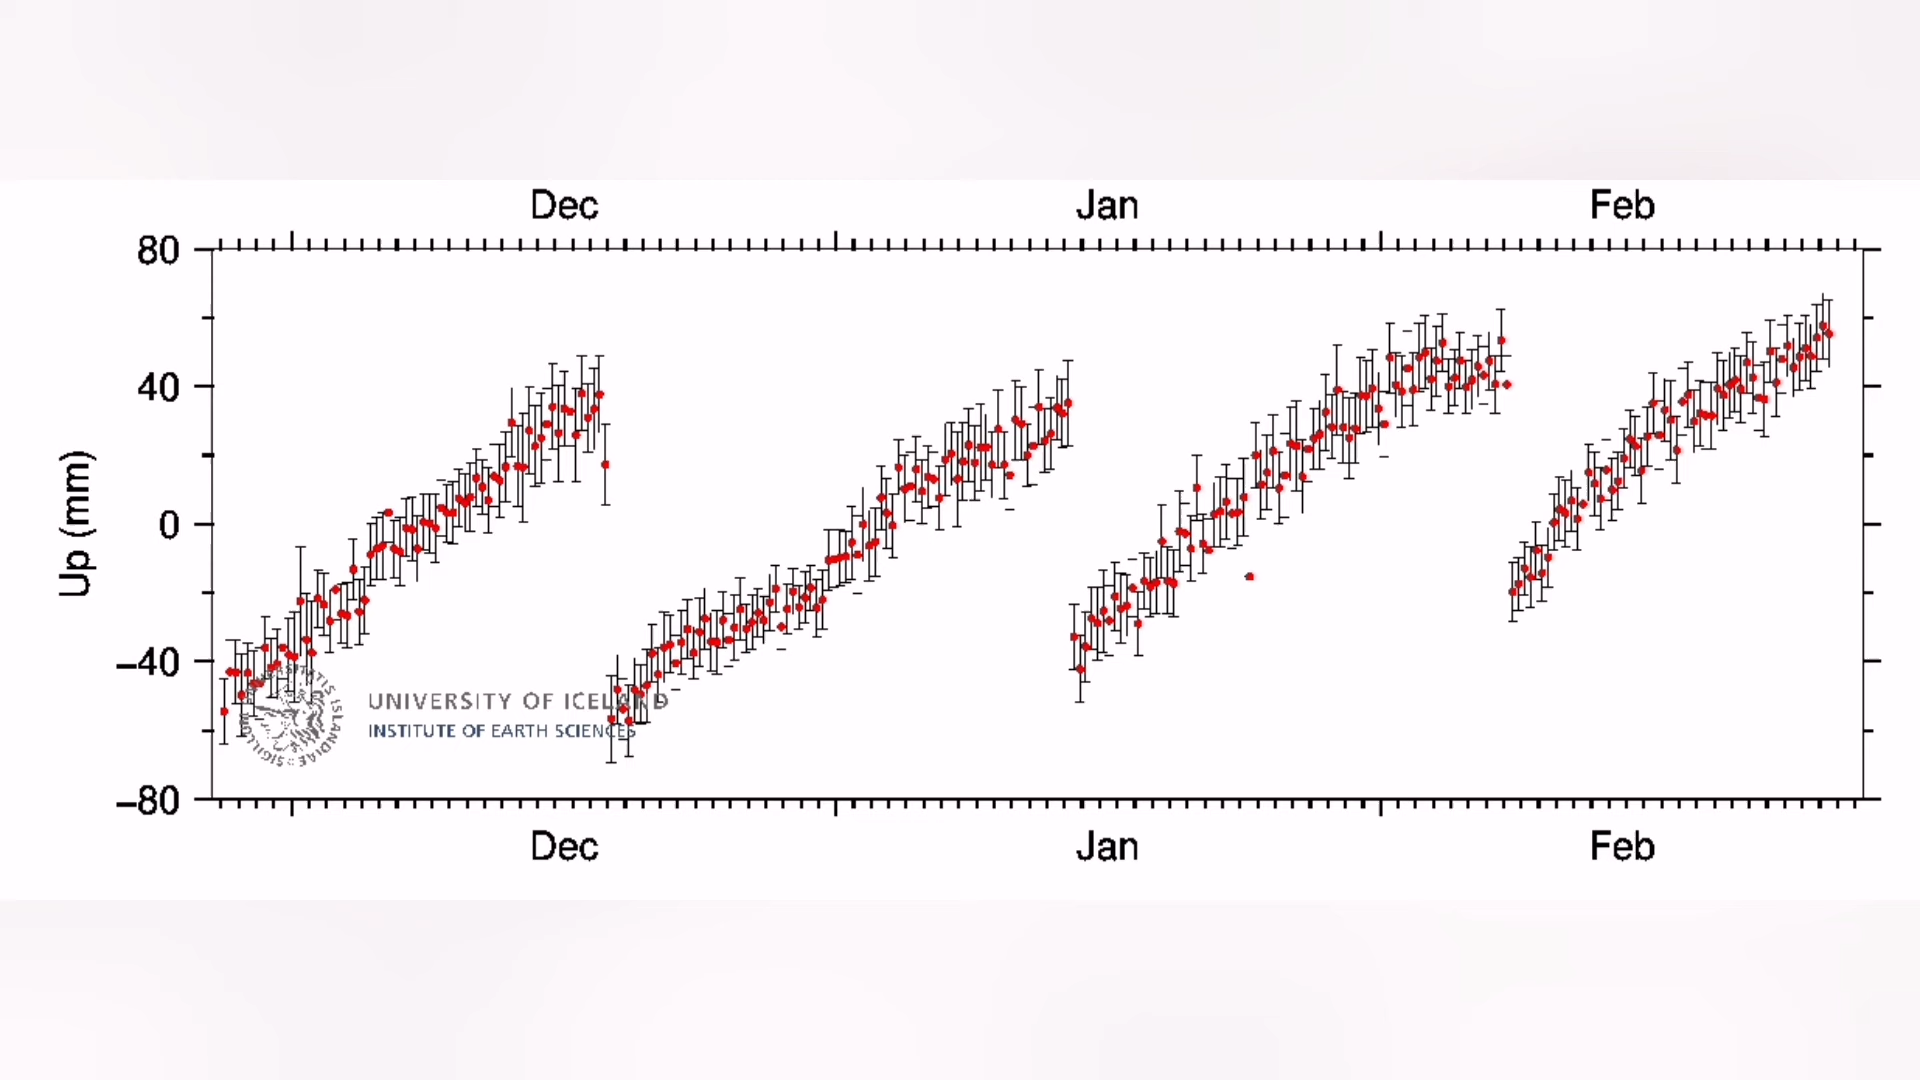 Dec Jan Feb
80
40
0
−40
−80
Up (mm)
UNIVERSITY OF ICELAND
INSTITUTE OF EARTH SCIENCES
Dec Jan Feb